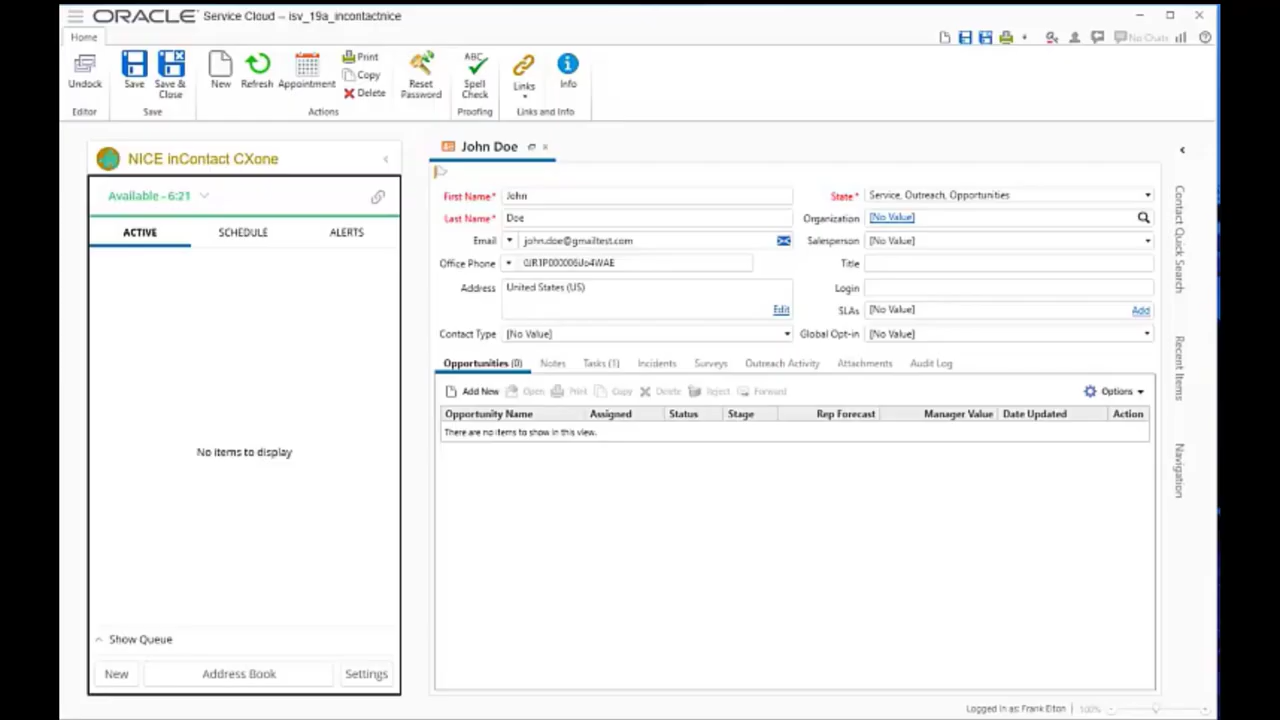 ORACLE Service Cloud – isv_19a_incontactnice
Home
No Chats
Undock
Save
Save & Close
New
Refresh
Appointment
Print
Copy
Delete
Reset Password
ABC
Spell Check
Links
Info
Editor
Save
Actions
Proofing
Links and Info
NICE inContact CXone
Available - 6:21
ACTIVE SCHEDULE ALERTS
No items to display
Show Queue
New Address Book Settings
John Doe
First Name* John
State* Service, Outreach, Opportunities
Last Name* Doe
Organization [No Value]
Email john.doe@gmailtest.com
Salesperson [No Value]
Office Phone
Title
Address United States (US)
Edit
Login
SLAs [No Value] Add
Contact Type [No Value]
Global Opt-in [No Value]
Opportunities (0) Notes Tasks (1) Incidents Surveys Outreach Activity Attachments Audit Log
Add New Open Print Copy Delete Reject Forward Options
Opportunity Name Assigned Status Stage Rep Forecast Manager Value Date Updated Action
There are no items to show in this view.
Contact Quick Search
Recent Items
Navigation
Logged in as: Frank Elton 100%